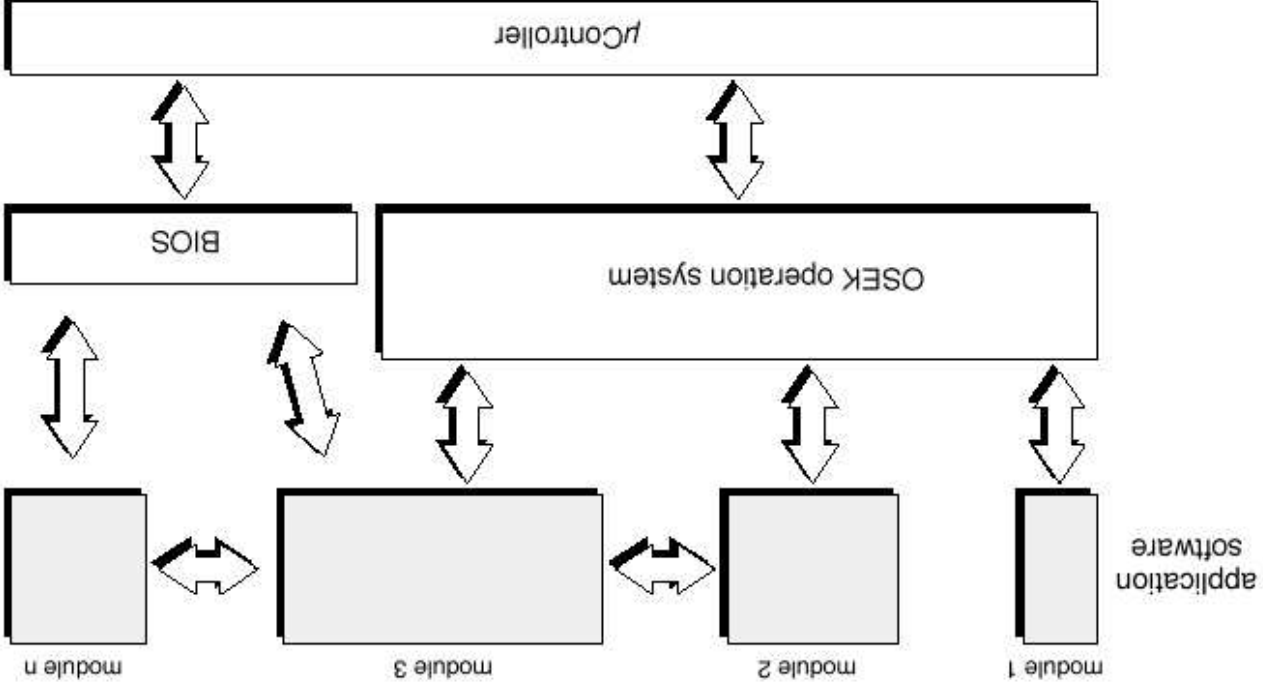 module 1
module 2
module 3
module n
application
software
OSEK operation system
BIOS
µController